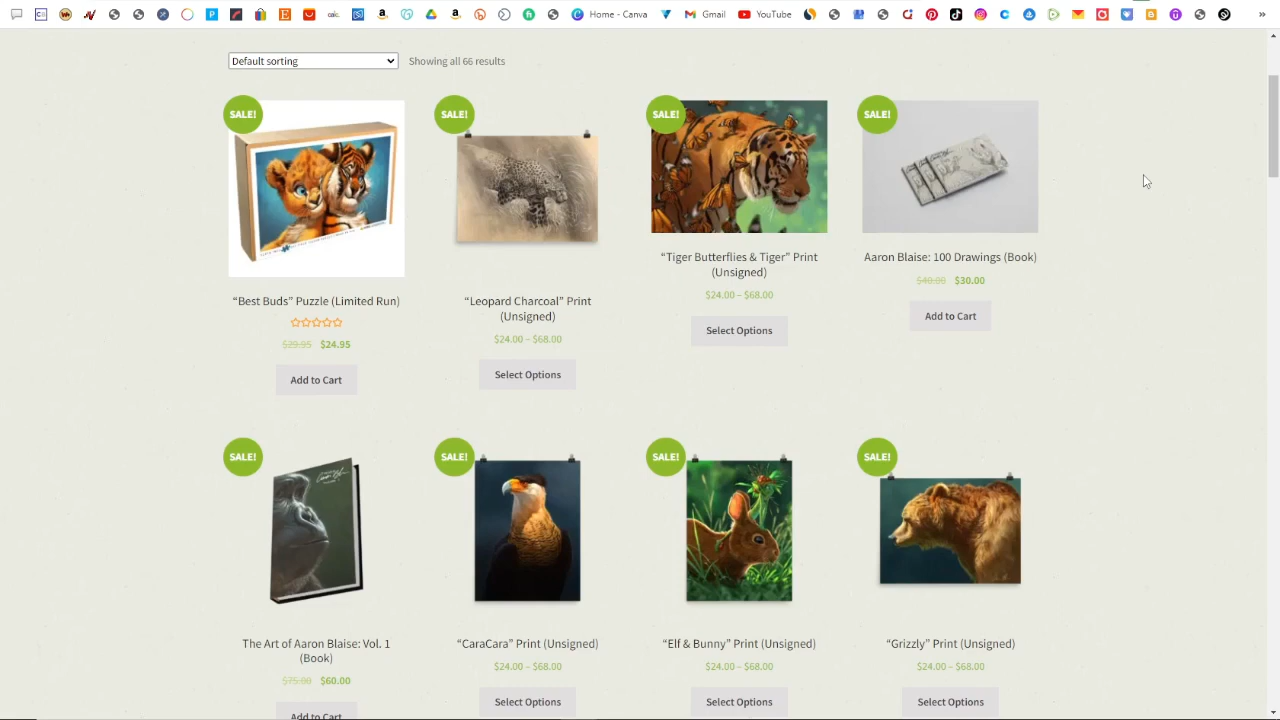 Home - Canva
Gmail
YouTube
Default sorting
Showing all 66 results
SALE!
SALE!
SALE!
SALE!
"Best Buds" Puzzle (Limited Run)
$29.95 $24.95
Add to Cart
"Leopard Charcoal" Print
(Unsigned)
$24.00 – $68.00
Select Options
"Tiger Butterflies & Tiger" Print
(Unsigned)
$24.00 – $68.00
Select Options
Aaron Blaise: 100 Drawings (Book)
$40.00 $30.00
Add to Cart
SALE!
SALE!
SALE!
SALE!
The Art of Aaron Blaise: Vol. 1
(Book)
$75.00 $60.00
Add to Cart
"CaraCara" Print (Unsigned)
$24.00 – $68.00
Select Options
"Elf & Bunny" Print (Unsigned)
$24.00 – $68.00
Select Options
"Grizzly" Print (Unsigned)
$24.00 – $68.00
Select Options